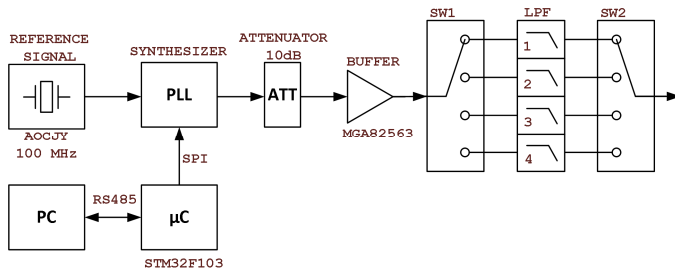 REFERENCE
SIGNAL
AOCJY
100 MHz
SYNTHESIZER
PLL
ATTENUATOR
10dB
ATT
BUFFER
MGA82563
SW1
LPF
SW2
1
2
3
4
SPI
PC
RS485
µC
STM32F103